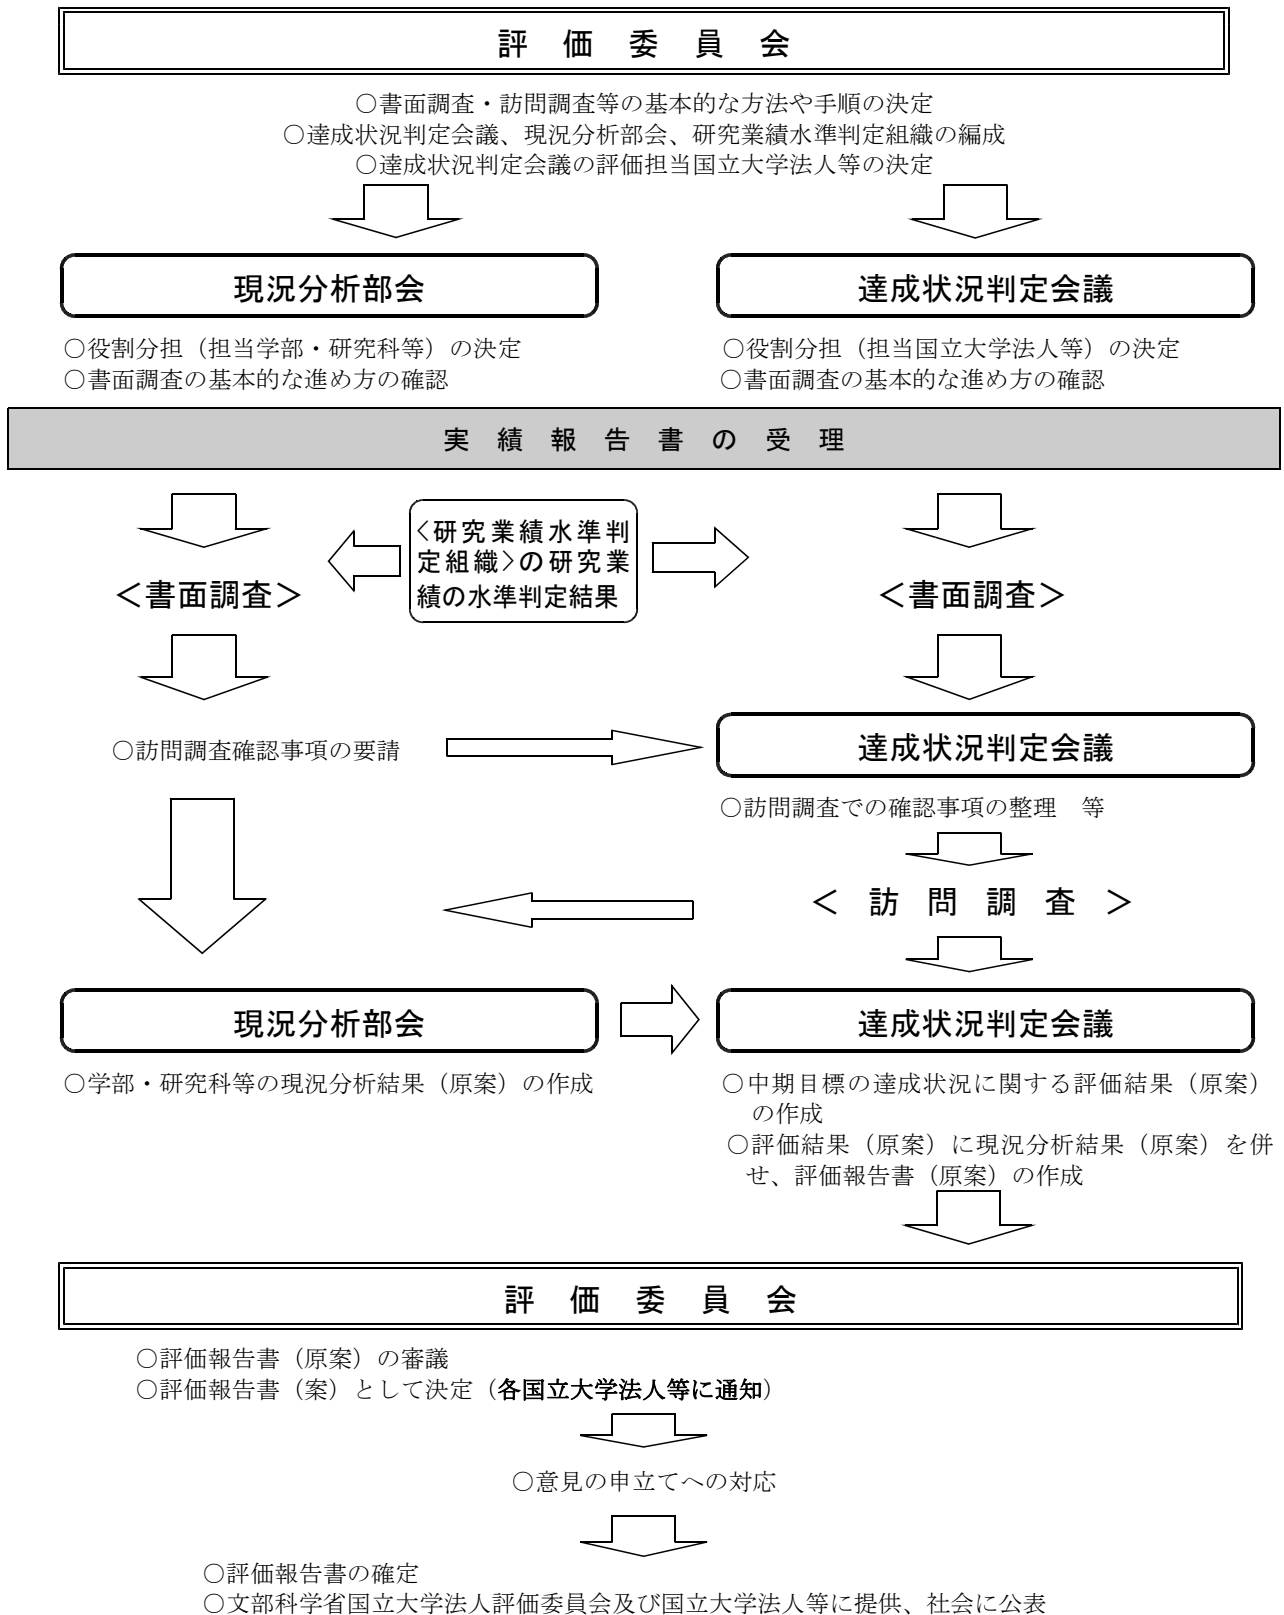 評　価　委　員　会
○書面調査・訪問調査等の基本的な方法や手順の決定
○達成状況判定会議、現況分析部会、研究業績水準判定組織の編成
○達成状況判定会議の評価担当国立大学法人等の決定
現況分析部会
○役割分担（担当学部・研究科等）の決定
○書面調査の基本的な進め方の確認
達成状況判定会議
○役割分担（担当国立大学法人等）の決定
○書面調査の基本的な進め方の確認
実　績　報　告　書　の　受　理
〈研究業績水準判
定組織〉の研究業
績の水準判定結果
＜書面調査＞
＜書面調査＞
○訪問調査確認事項の要請
達成状況判定会議
○訪問調査での確認事項の整理　等
＜　訪　問　調　査　＞
現況分析部会
○学部・研究科等の現況分析結果（原案）の作成
達成状況判定会議
○中期目標の達成状況に関する評価結果（原案）
の作成
○評価結果（原案）に現況分析結果（原案）を併
せ、評価報告書（原案）の作成
評　価　委　員　会
○評価報告書（原案）の審議
○評価報告書（案）として決定（各国立大学法人等に通知）
○意見の申立てへの対応
○評価報告書の確定
○文部科学省国立大学法人評価委員会及び国立大学法人等に提供、社会に公表